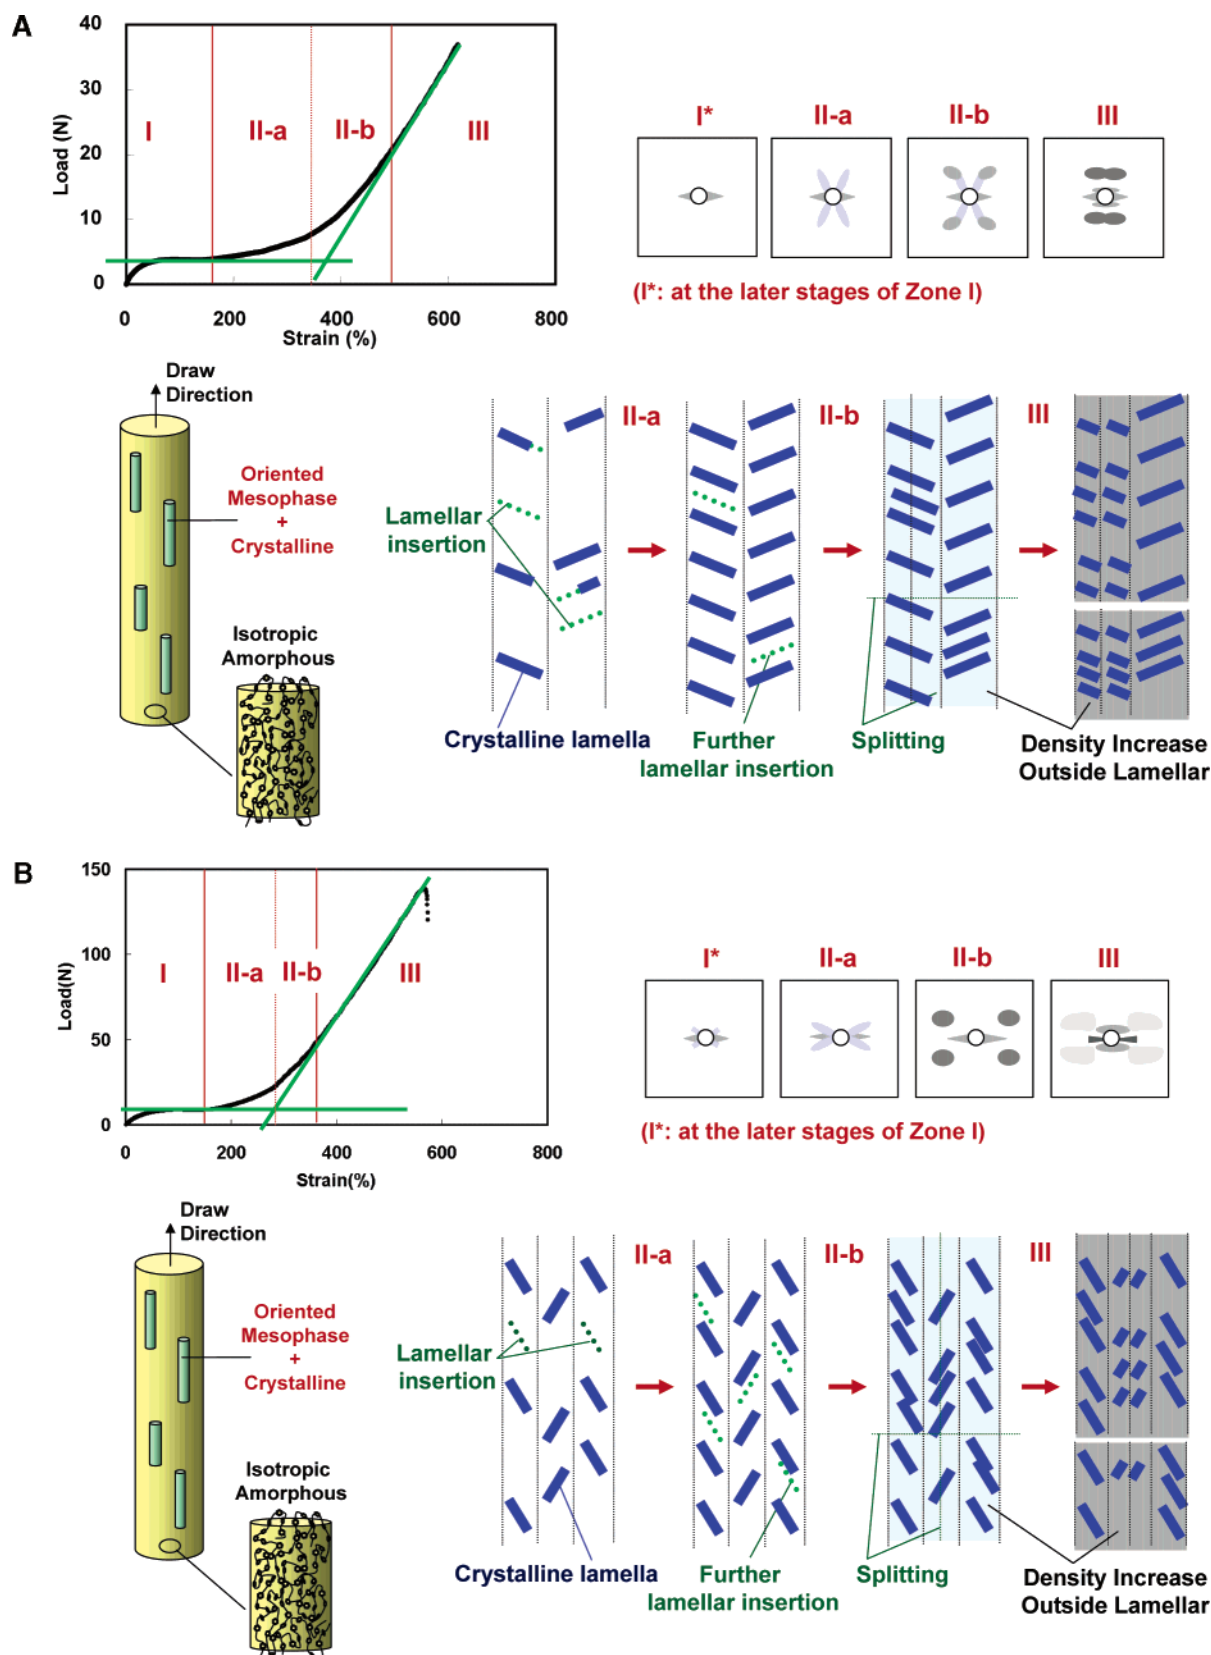 A
40
30
20
10
0
Load (N)
I
II-a
II-b
III
0
200
400
600
800
Strain (%)
I*
II-a
II-b
III
(I*: at the later stages of Zone I)
Draw
Direction
Oriented
Mesophase
+
Crystalline
Isotropic
Amorphous
II-a
II-b
III
Lamellar
insertion
Crystalline lamella
Further
lamellar insertion
Splitting
Density Increase
Outside Lamellar
B
150
100
50
0
Load(N)
I
II-a
II-b
III
0
200
400
600
800
Strain(%)
I*
II-a
II-b
III
(I*: at the later stages of Zone I)
Draw
Direction
Oriented
Mesophase
+
Crystalline
Isotropic
Amorphous
II-a
II-b
III
Lamellar
insertion
Crystalline lamella
Further
lamellar insertion
Splitting
Density Increase
Outside Lamellar